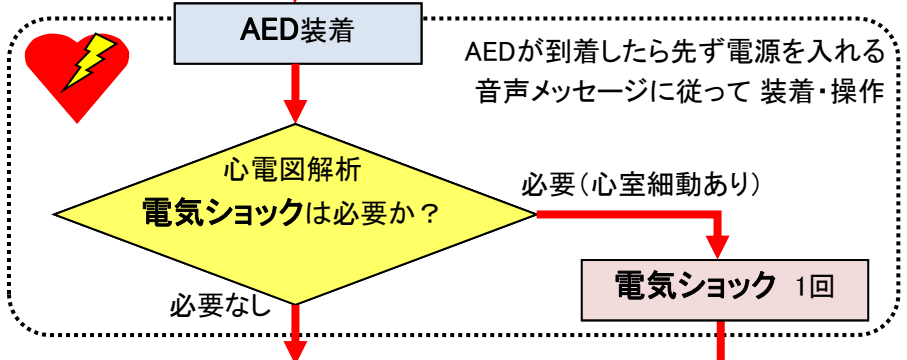 AED装着
AEDが到着したら先ず電源を入れる
音声メッセージに従って 装着・操作
心電図解析
電気ショックは必要か？
必要（心室細動あり）
電気ショック 1回
必要なし